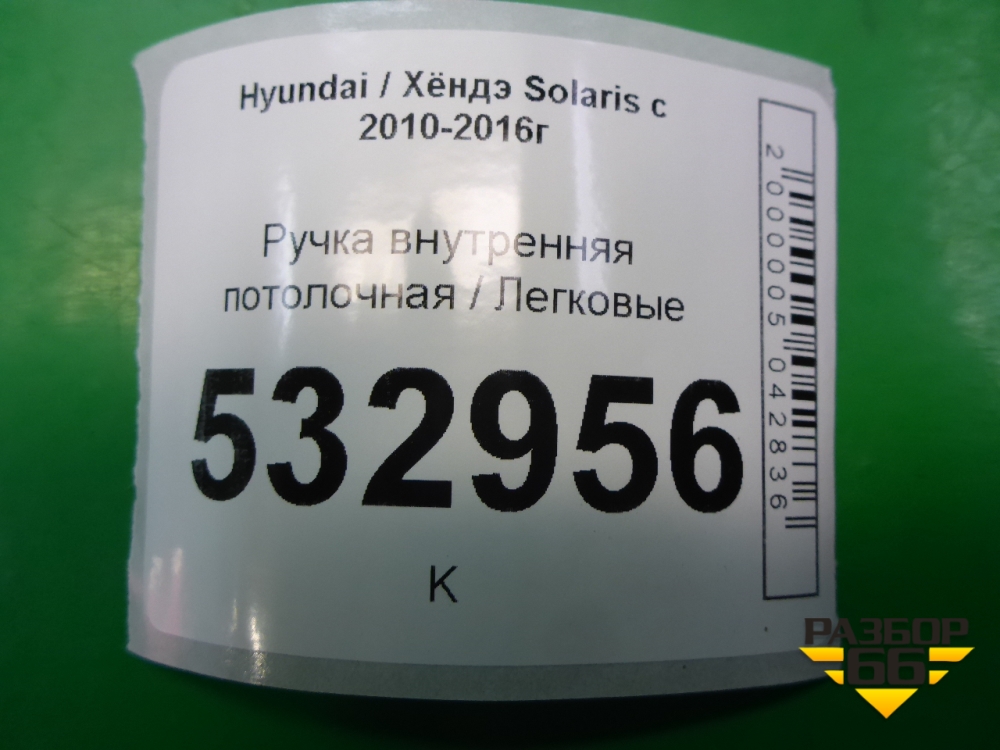 Hyundai / Хёндэ Solaris с
2010-2016г
Ручка внутренняя
потолочная / Легковые
532956
К
2000005042836
РАЗБОР
66